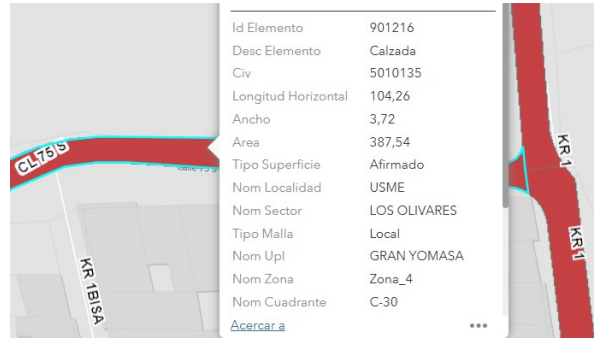 Id Elemento 901216
Desc Elemento Calzada
Civ 5010135
Longitud Horizontal 104,26
Ancho 3,72
Area 387,54
Tipo Superficie Afirmado
Nom Localidad USME
Nom Sector LOS OLIVARES
Tipo Malla Local
Nom Upl GRAN YOMASA
Nom Zona Zona_4
Nom Cuadrante C-30
Acercar a
CL 75 S
KR 1BISA
KR 1
KR 1